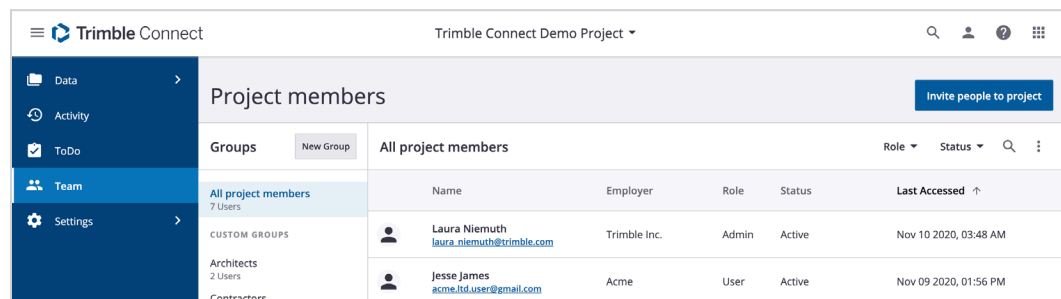 Trimble Connect
Trimble Connect Demo Project
Data
Activity
ToDo
Team
Settings
Project members
Invite people to project
Groups
New Group
All project members
7 Users
CUSTOM GROUPS
Architects
2 Users
Contractors
All project members
Role
Status
Name Employer Role Status Last Accessed
Laura Niemuth Trimble Inc. Admin Active Nov 10 2020, 03:48 AM
laura_niemuth@trimble.com
Jesse James Acme User Active Nov 09 2020, 01:56 PM
acme.ltd.user@gmail.com